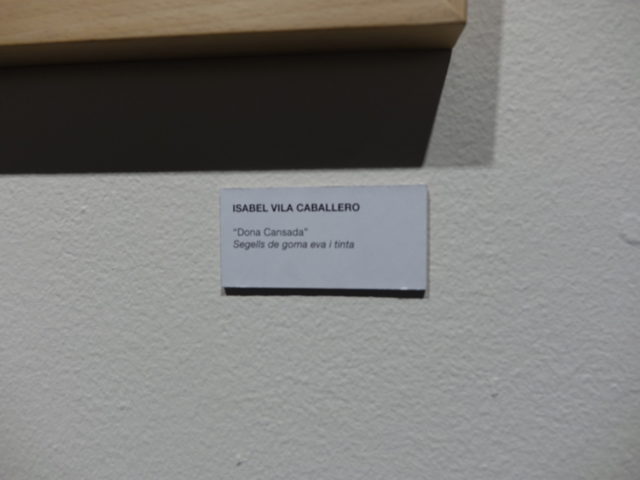 ISABEL VILA CABALLERO
“Dona Cansada”
Segells de goma eva i tinta